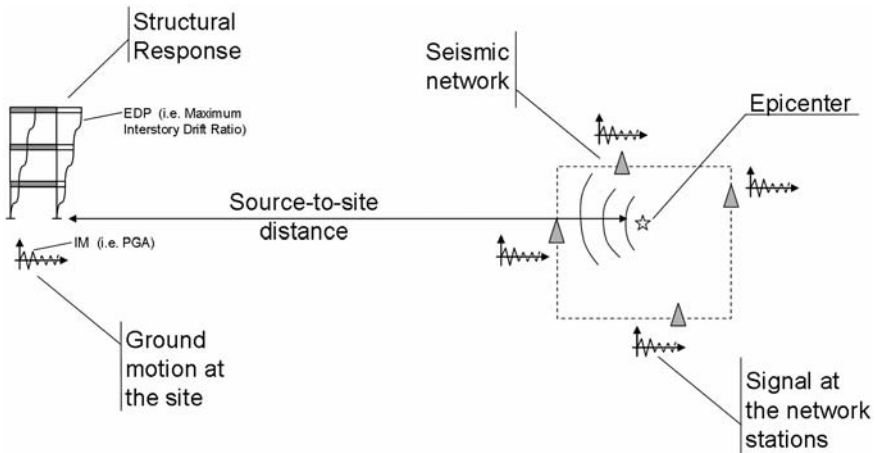 Structural
Response
EDP (i.e. Maximum
Interstory Drift Ratio)
Seismic
network
Epicenter
Source-to-site
distance
IM (i.e. PGA)
Ground
motion at
the site
Signal at
the network
stations